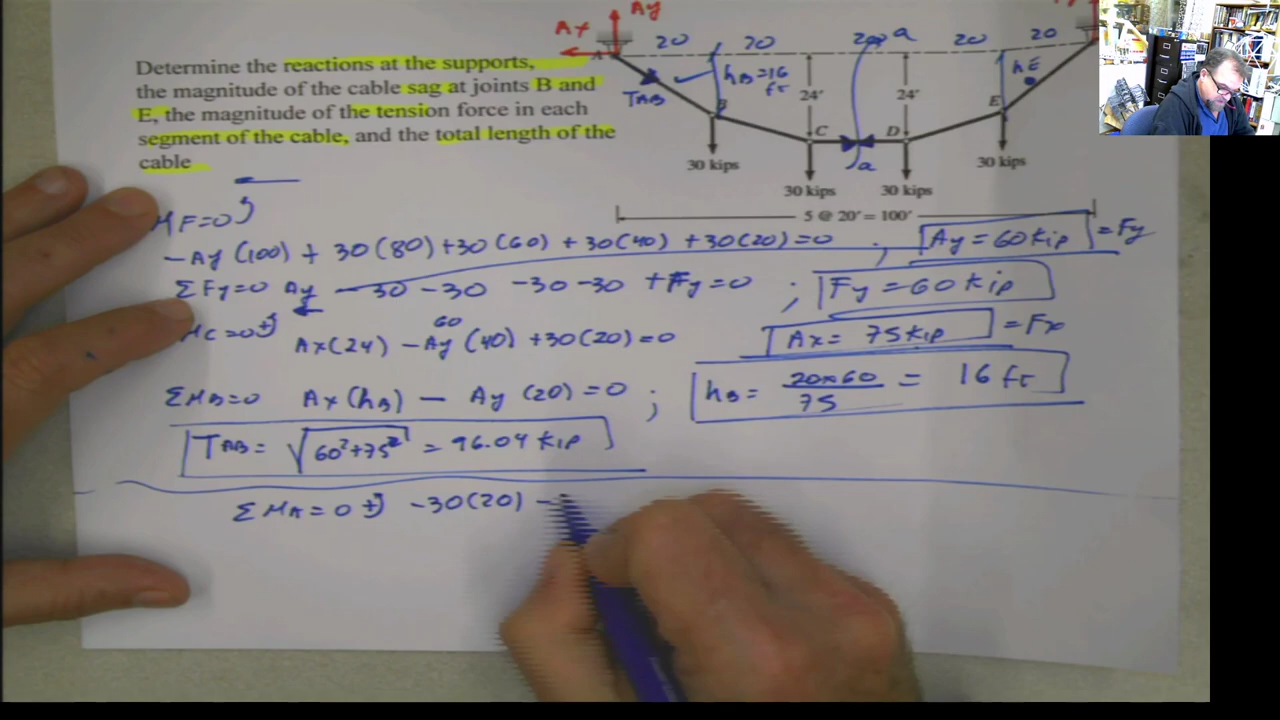 Ax Ay
20 20 20 a 20 20
Determine the reactions at the supports,
the magnitude of the cable sag at joints B and
E, the magnitude of the tension force in each
segment of the cable, and the total length of the
cable
A
TAB
hB=16
ft
24'
24'
hE
B
C
D
E
a
30 kips
30 kips
30 kips
30 kips
5 @ 20' = 100'
MF=0
-Ay (100) + 30(80)+30(60) + 30(40) +30(20)=0 ; Ay = 60 kip = Fy
ΣFy=0 Ay -30 -30 -30 -30 +Fy=0 ; Fy=60 kip
Mc=0+ Ax(24) - Ay (40) +30(20)=0 Ax = 75 kip = Fx
60
ΣMB=0 Ax(hB) - Ay (20)=0 ; hB= 20x60 / 75 = 16 ft
TAB= √60²+75² = 96.04 kip
ΣMA=0 + -30(20) -